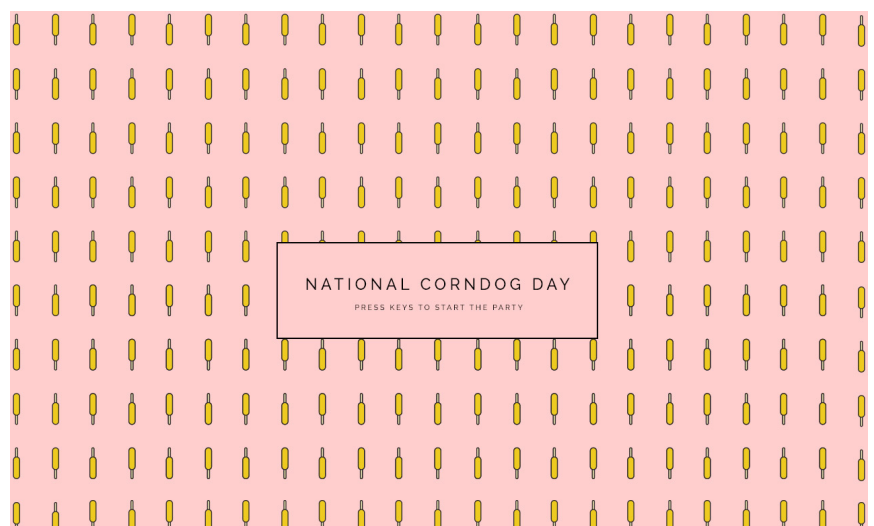 NATIONAL CORNDOG DAY
PRESS KEYS TO START THE PARTY